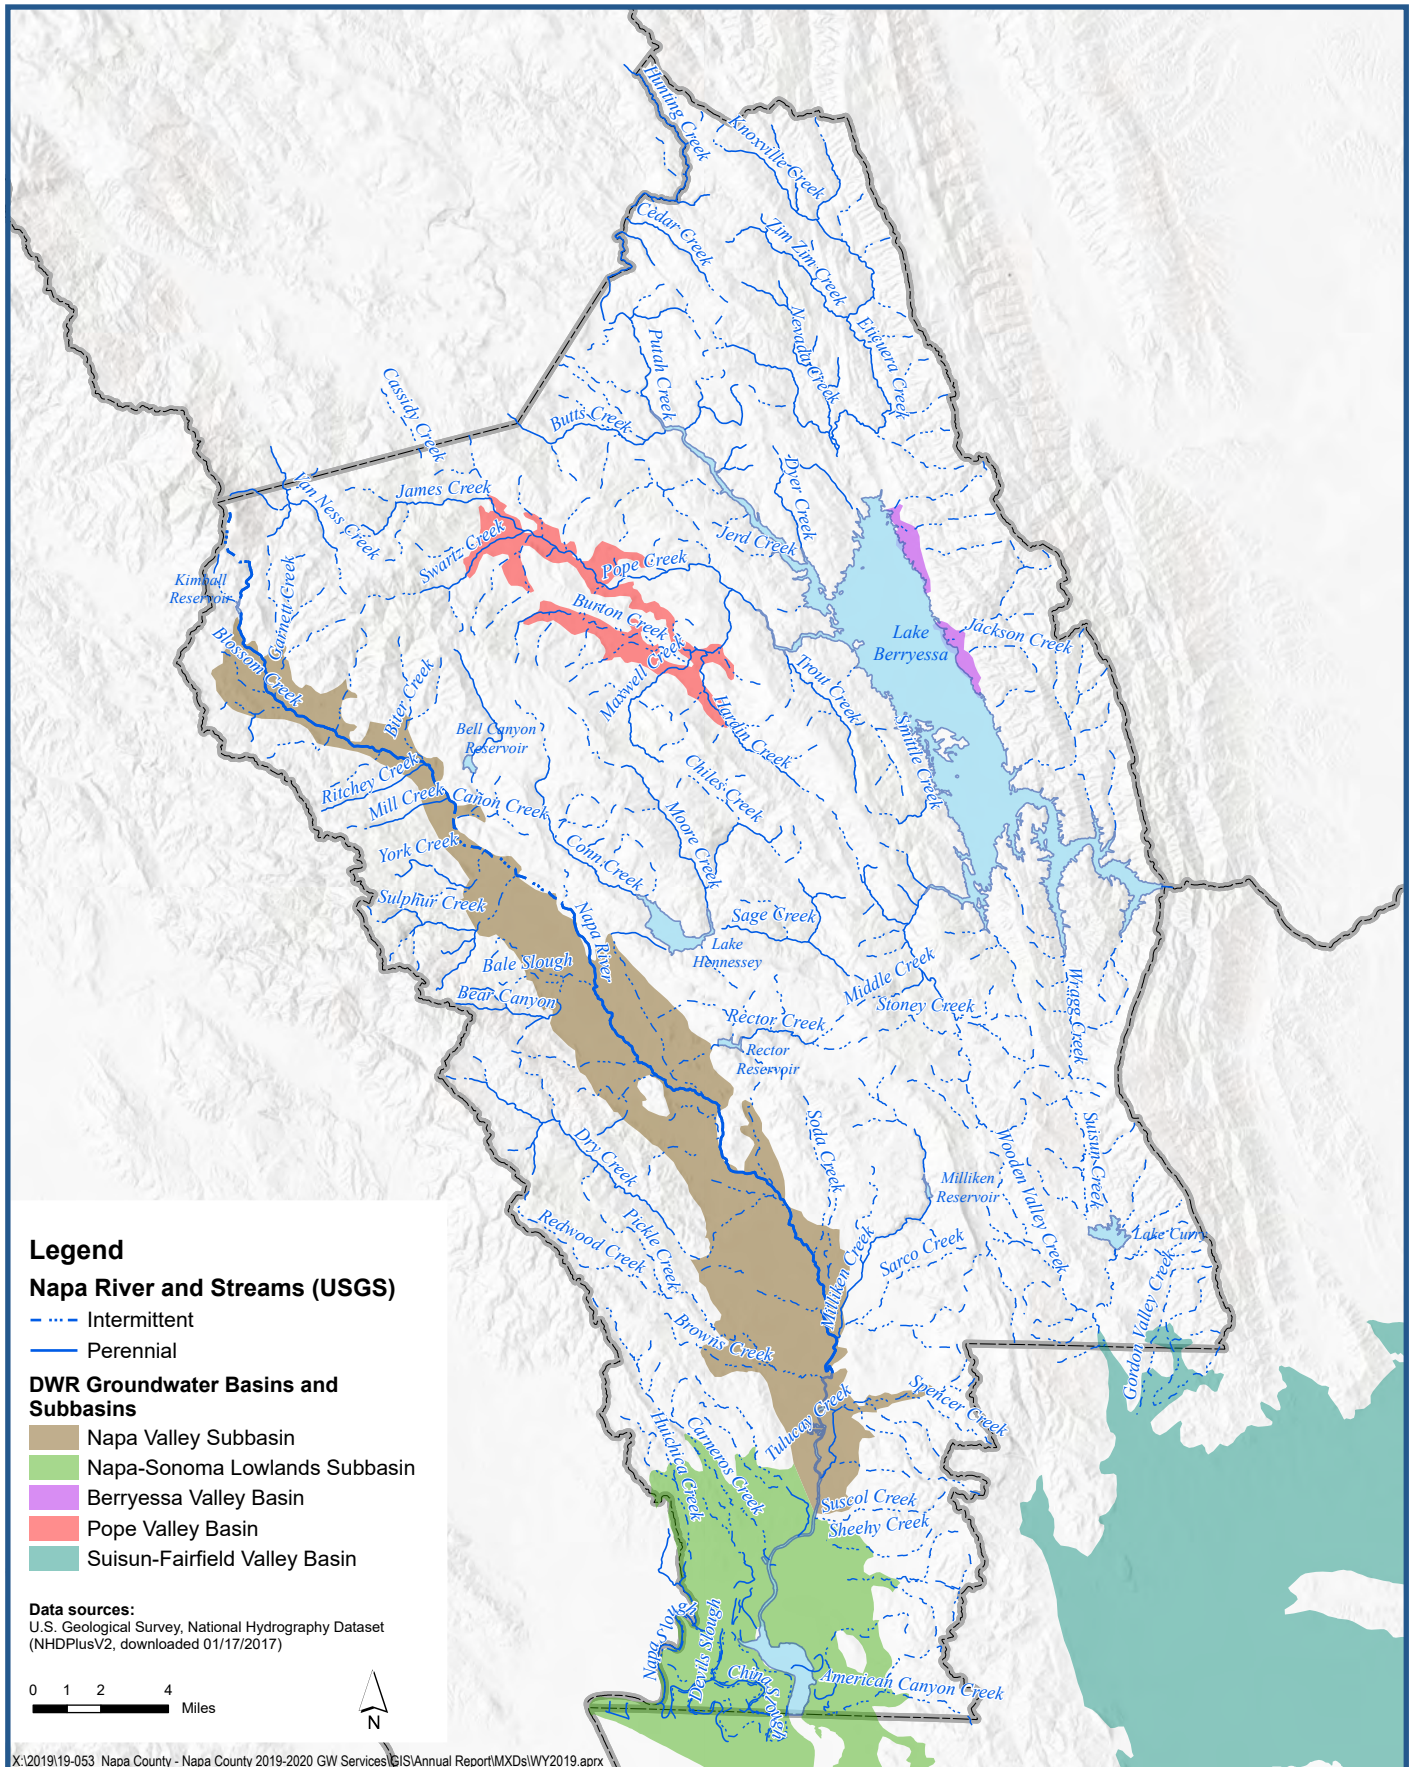 Hunting Creek
Knoxville Creek
Cedar Creek
Zim Zim Creek
Eticuera Creek
Nevada Creek
Putah Creek
Cassidy Creek
Butts Creek
Van Ness Creek
James Creek
Dyer Creek
Jerd Creek
Swartz Creek
Pope Creek
Kimball
Reservoir
Garnett Creek
Burton Creek
Lake
Berryessa
Jackson Creek
Blossom Creek
Maxwell Creek
Trout Creek
Biter Creek
Hardin Creek
Bell Canyon
Reservoir
Smittle Creek
Ritchey Creek
Chiles Creek
Mill Creek
Cañon Creek
Moore Creek
York Creek
Conn Creek
Sulphur Creek
Napa River
Sage Creek
Lake
Hennessey
Bale Slough
Middle Creek
Bear Canyon
Stoney Creek
Wragg Creek
Rector Creek
Rector
Reservoir
Soda Creek
Suisun Creek
Dry Creek
Wooden Valley Creek
Milliken
Reservoir
Pickle Creek
Redwood Creek
Lake Curry
Sarco Creek
Milliken Creek
Gordon Valley Creek
Browns Creek
Spencer Creek
Tulucay Creek
Huichica Creek
Carneros Creek
Suscol Creek
Sheehy Creek
Napa Slough
Devils Slough
China Slough
American Canyon Creek
Legend
Napa River and Streams (USGS)
Intermittent
Perennial
DWR Groundwater Basins and
Subbasins
Napa Valley Subbasin
Napa-Sonoma Lowlands Subbasin
Berryessa Valley Basin
Pope Valley Basin
Suisun-Fairfield Valley Basin
Data sources:
U.S. Geological Survey, National Hydrography Dataset
(NHDPlusV2, downloaded 01/17/2017)
0 1 2 4
Miles
N
X:\2019\19-053 Napa County - Napa County 2019-2020 GW Services\GIS\Annual Report\MXDs\WY2019.aprx